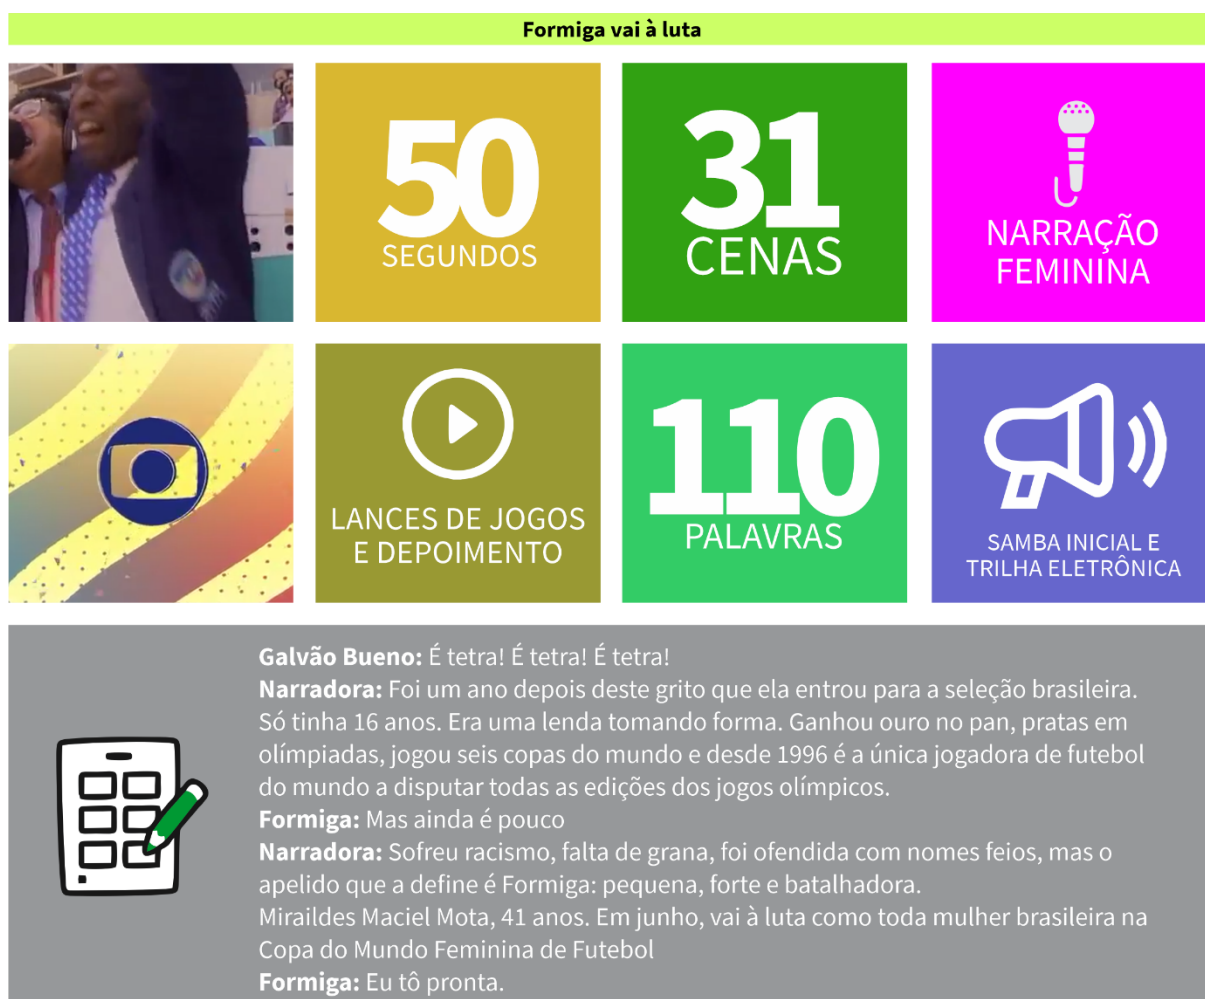 Formiga vai à luta
50
SEGUNDOS
31
CENAS
NARRAÇÃO
FEMININA
LANCES DE JOGOS
E DEPOIMENTO
110
PALAVRAS
SAMBA INICIAL E
TRILHA ELETRÔNICA
Galvão Bueno: É tetra! É tetra! É tetra!
Narradora: Foi um ano depois deste grito que ela entrou para a seleção brasileira.
Só tinha 16 anos. Era uma lenda tomando forma. Ganhou ouro no pan, pratas em
olímpiadas, jogou seis copas do mundo e desde 1996 é a única jogadora de futebol
do mundo a disputar todas as edições dos jogos olímpicos.
Formiga: Mas ainda é pouco
Narradora: Sofreu racismo, falta de grana, foi ofendida com nomes feios, mas o
apelido que a define é Formiga: pequena, forte e batalhadora.
Miraildes Maciel Mota, 41 anos. Em junho, vai à luta como toda mulher brasileira na
Copa do Mundo Feminina de Futebol
Formiga: Eu tô pronta.